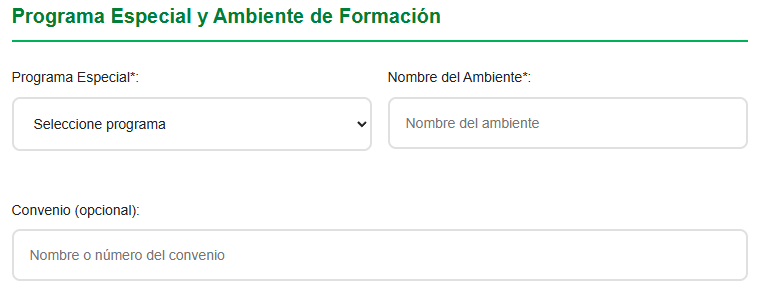 Programa Especial y Ambiente de Formación
Programa Especial*: Nombre del Ambiente*:
Seleccione programa Nombre del ambiente
Convenio (opcional):
Nombre o número del convenio